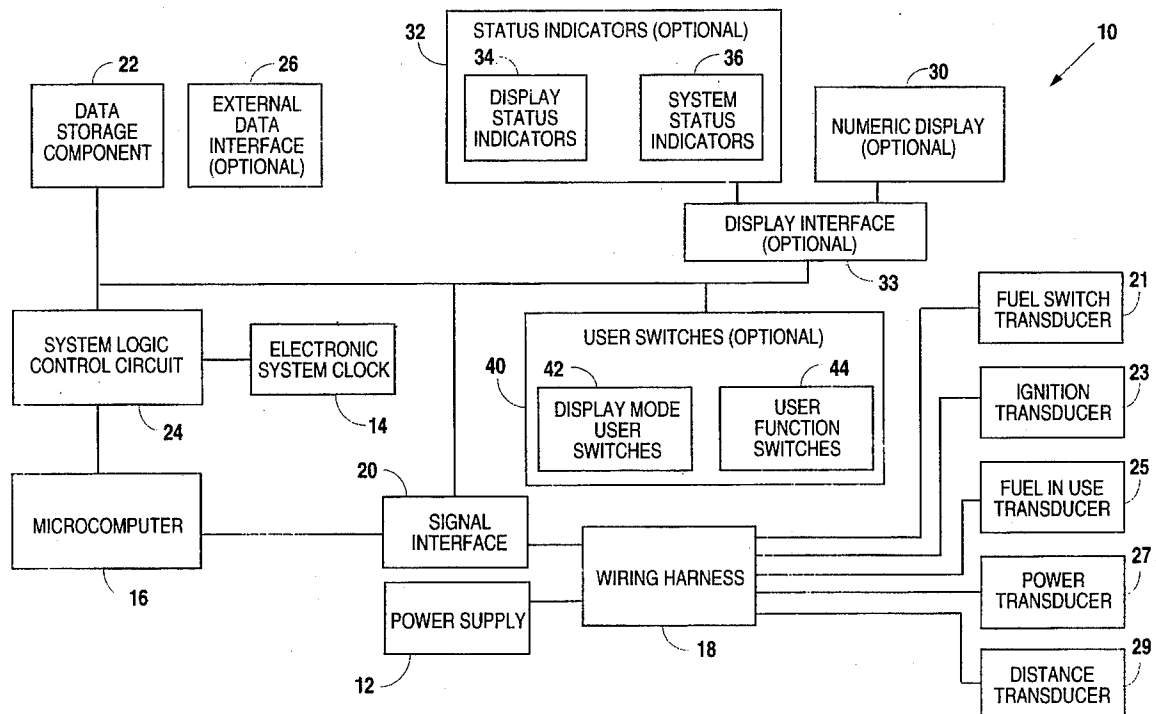 32
STATUS INDICATORS (OPTIONAL)
34
DISPLAY
STATUS
INDICATORS
36
SYSTEM
STATUS
INDICATORS
10
22
DATA
STORAGE
COMPONENT
26
EXTERNAL
DATA
INTERFACE
(OPTIONAL)
30
NUMERIC DISPLAY
(OPTIONAL)
DISPLAY INTERFACE
(OPTIONAL)
33
SYSTEM LOGIC
CONTROL CIRCUIT
24
ELECTRONIC
SYSTEM CLOCK
14
USER SWITCHES (OPTIONAL)
40
42
DISPLAY MODE
USER
SWITCHES
44
USER
FUNCTION
SWITCHES
FUEL SWITCH
TRANSDUCER
21
IGNITION
TRANSDUCER
23
MICROCOMPUTER
16
20
SIGNAL
INTERFACE
POWER SUPPLY
12
WIRING HARNESS
18
FUEL IN USE
TRANSDUCER
25
POWER
TRANSDUCER
27
DISTANCE
TRANSDUCER
29